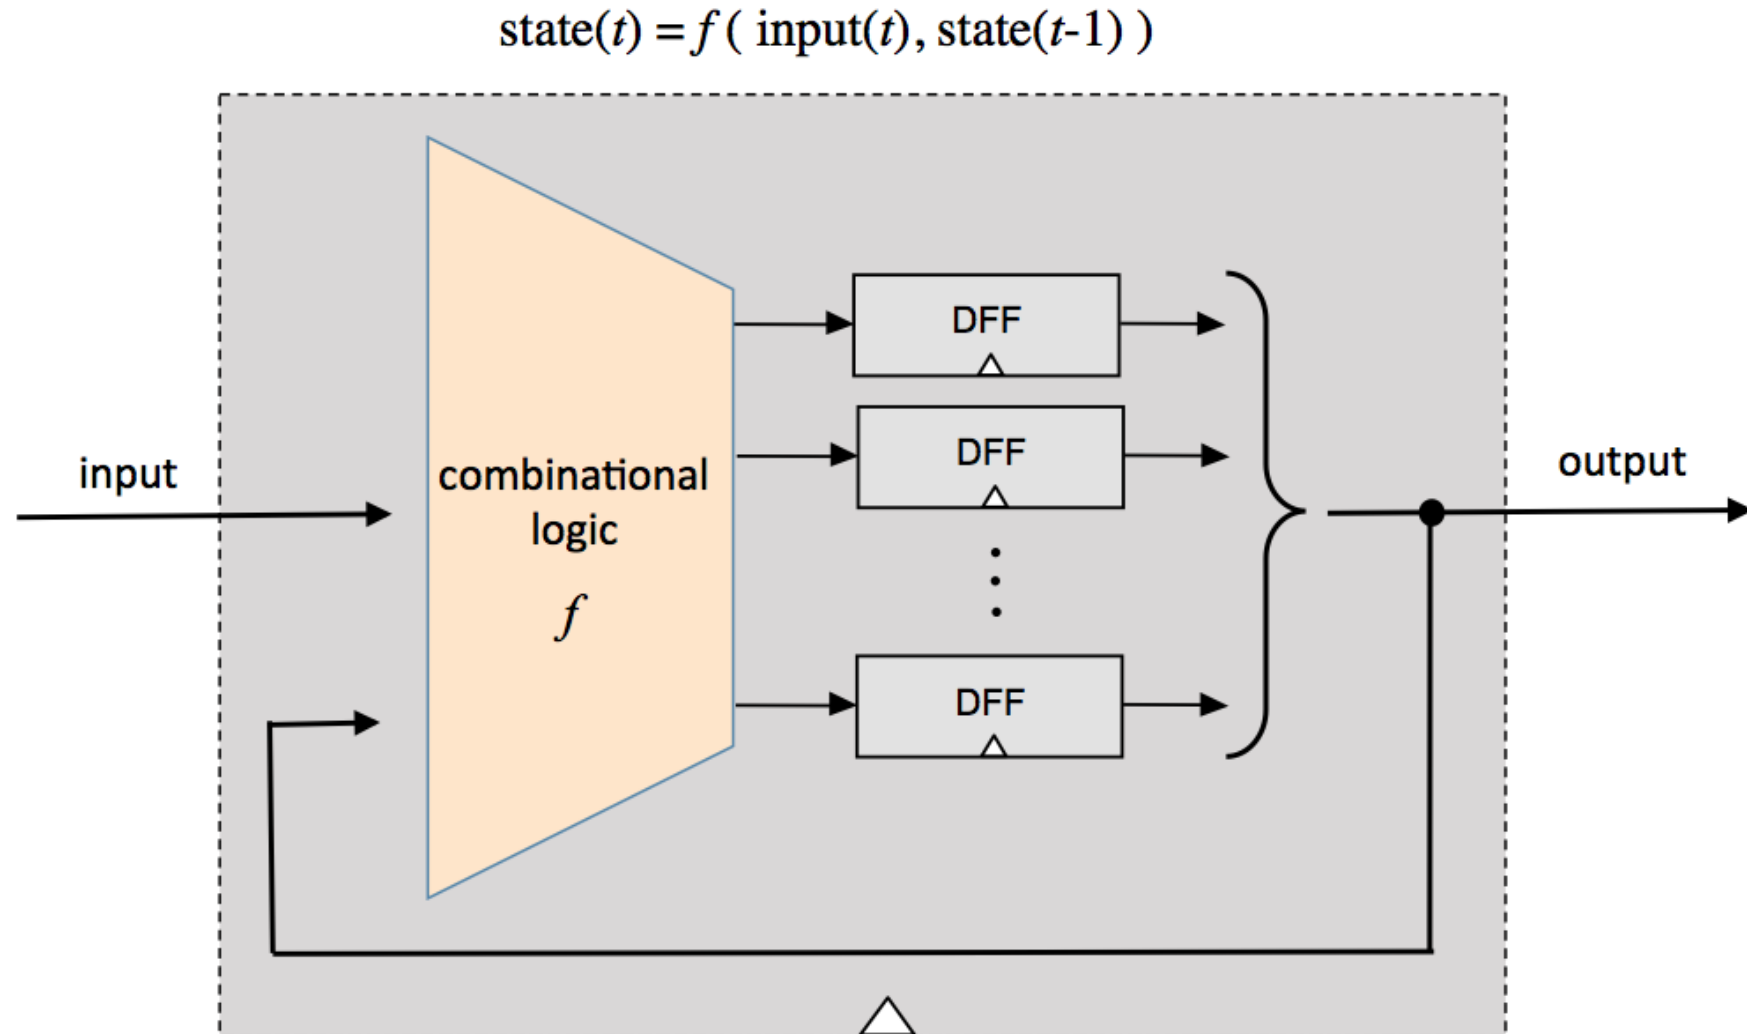 state(t) = f ( input(t), state(t-1) )
input
combinational
logic
f
DFF
DFF
DFF
output